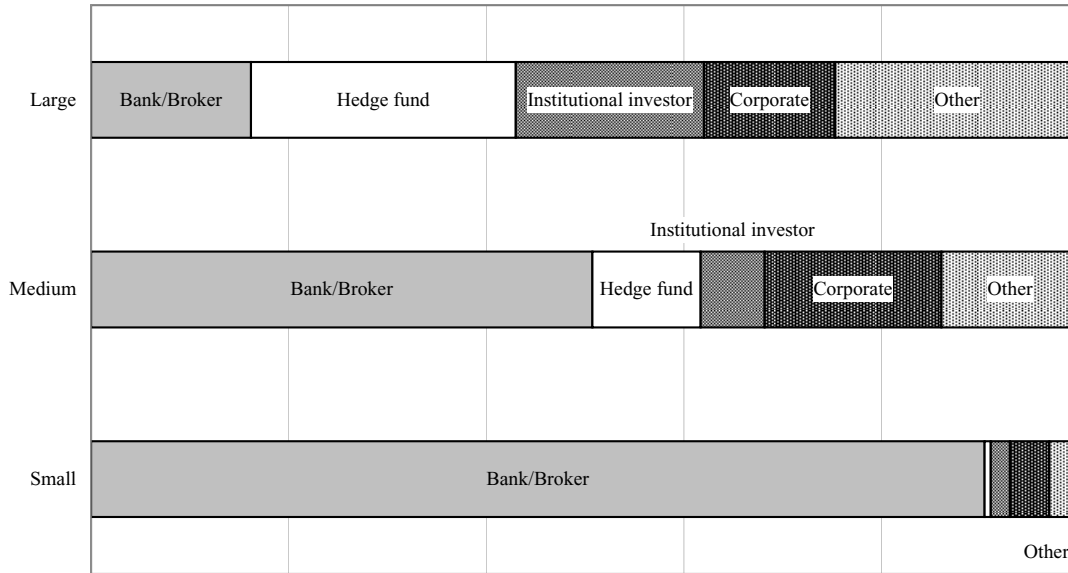 Large
Bank/Broker
Hedge fund
Institutional investor
Corporate
Other
Institutional investor
Medium
Bank/Broker
Hedge fund
Corporate
Other
Small
Bank/Broker
Other